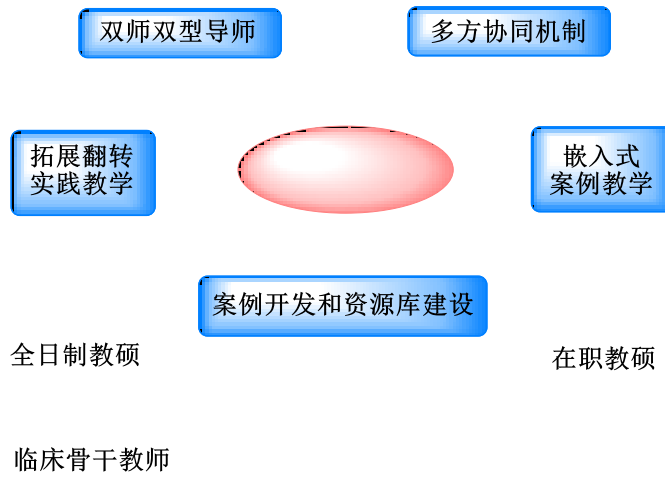 双师双型导师
多方协同机制
拓展翻转
实践教学
嵌入式
案例教学
案例开发和资源库建设
全日制教硕
在职教硕
临床骨干教师